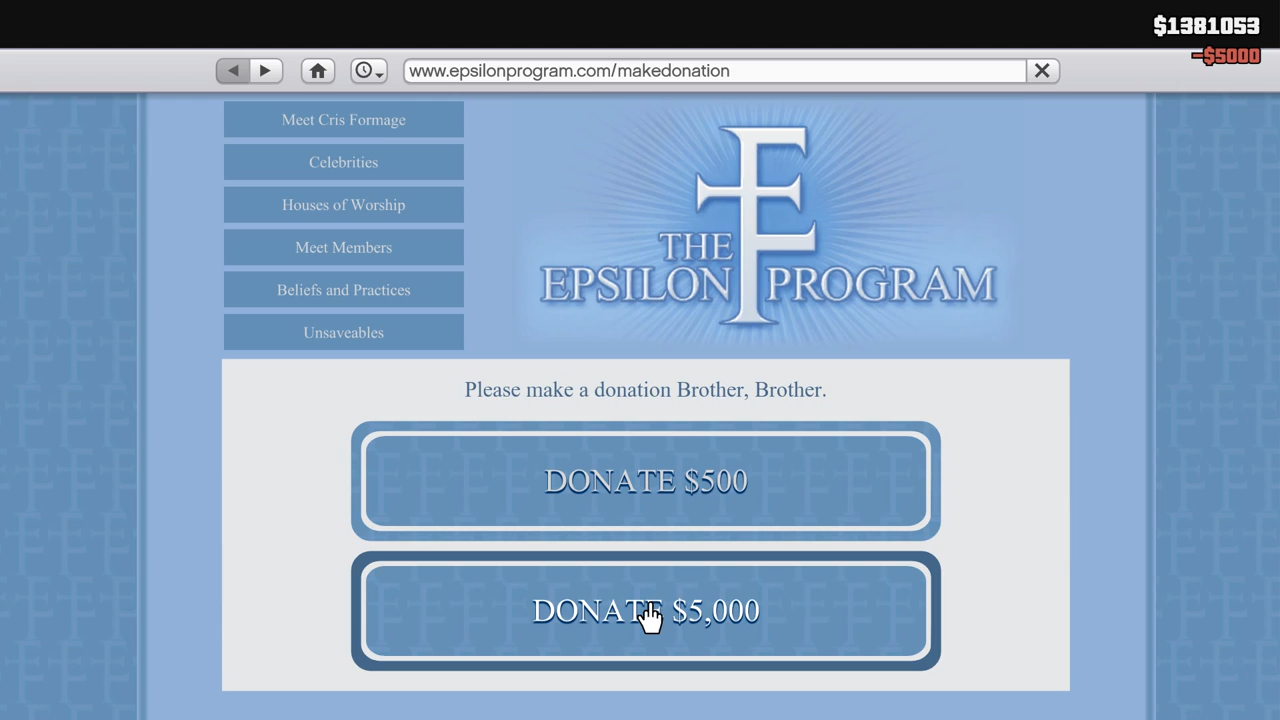 $1381053
-$5000
www.epsilonprogram.com/makedonation
Meet Cris Formage
Celebrities
Houses of Worship
Meet Members
Beliefs and Practices
Unsaveables
THE
EPSILON PROGRAM
Please make a donation Brother, Brother.
DONATE $500
DONATE $5,000